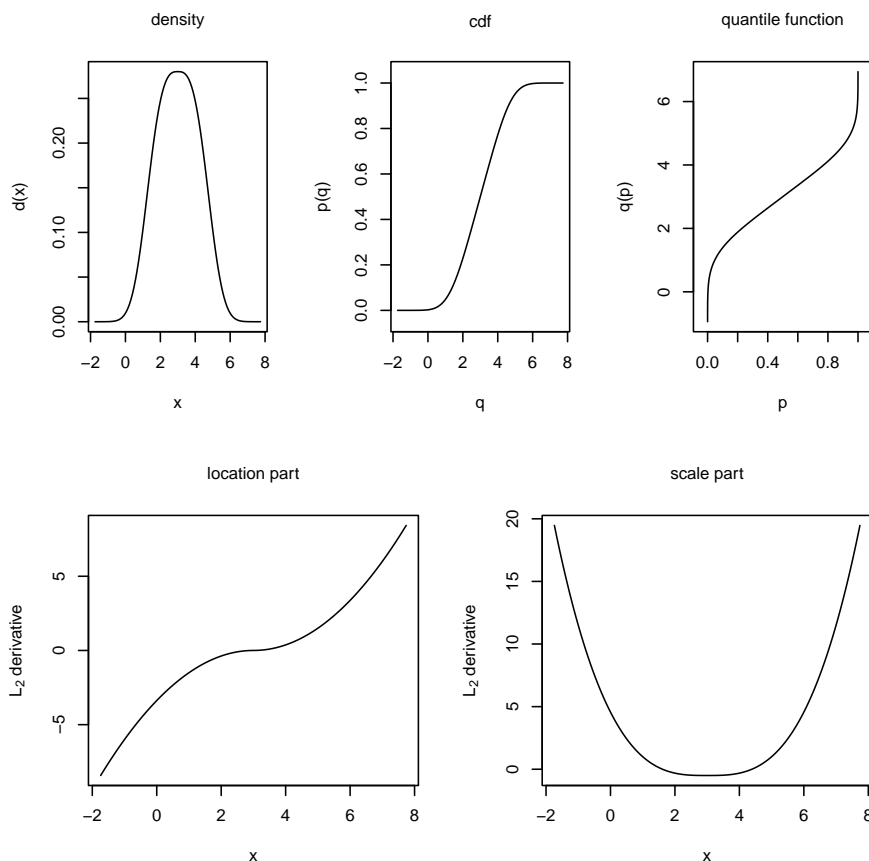 density
cdf
quantile function
0.00 0.10 0.20
d(x)
−2 0 2 4 6 8
x
0.0 0.2 0.4 0.6 0.8 1.0
p(q)
−2 0 2 4 6 8
q
0 2 4 6
q(p)
0.0 0.4 0.8
p
location part
scale part
−5 0 5
L2 derivative
−2 0 2 4 6 8
x
0 5 10 15 20
L2 derivative
−2 0 2 4 6 8
x